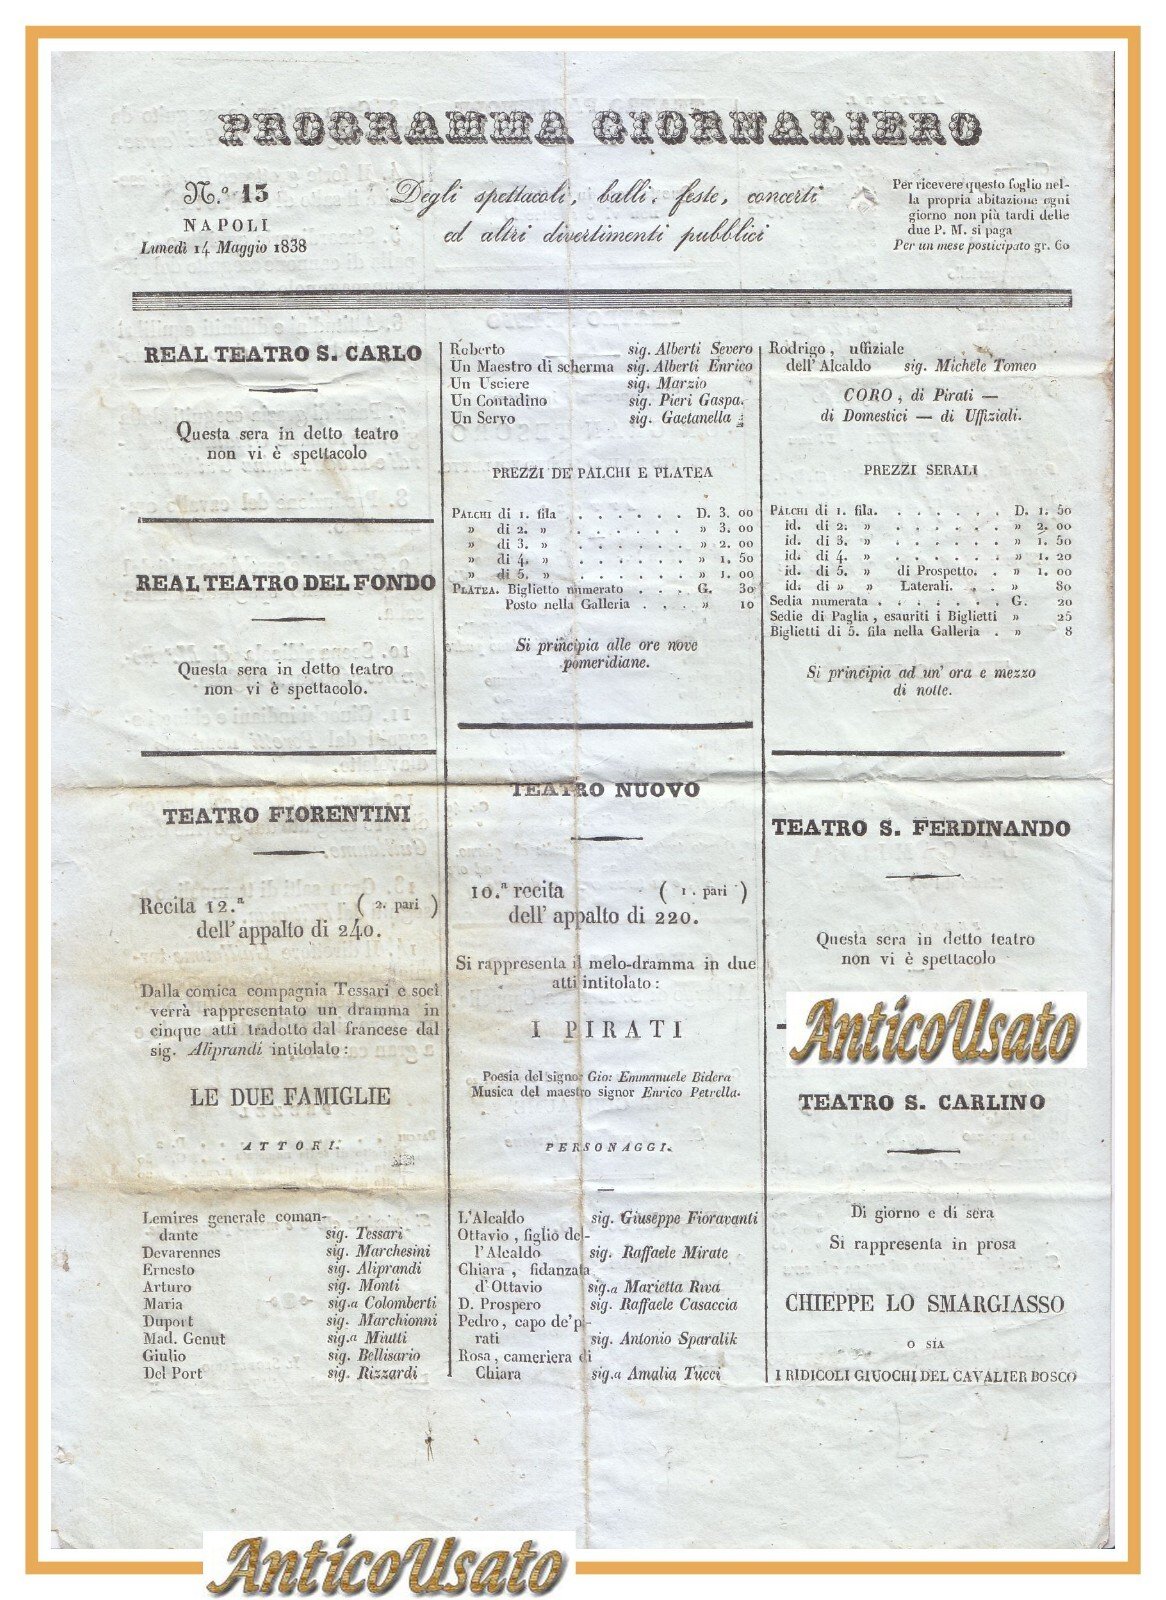 PROGRAMMA GIORNALIERO
N.º 13
NAPOLI
Lunedì 14 Maggio 1838
Degli spettacoli, balli, feste, concerti
ed altri divertimenti pubblici
Per ricevere questo foglio nel-
la propria abitazione ogni
giorno non più tardi delle
due P. M. si paga
Per un mese posticipato gr. 60
REAL TEATRO S. CARLO
Questa sera in detto teatro
non vi è spettacolo
REAL TEATRO DEL FONDO
Questa sera in detto teatro
non vi è spettacolo.
TEATRO FIORENTINI
Recita 12.ª ( 2. pari )
dell' appalto di 240.
Dalla comica compagnia Tessari e socî
verrà rappresentato un dramma in
cinque atti tradotto dal francese dal
sig. Aliprandi intitolato :
LE DUE FAMIGLIE
ATTORI.
Lemires generale coman-
dante sig. Tessari
Devarennes sig. Marchesini
Ernesto sig. Aliprandi
Arturo sig. Monti
Maria sig.a Colomberti
Duport sig. Marchionni
Mad. Genut sig.a Miutti
Giulio sig. Bellisario
Del Port sig. Rizzardi
Roberto sig. Alberti Severo
Un Maestro di scherma sig. Alberti Enrico
Un Usciere sig. Marzio
Un Contadino sig. Pieri Gaspa.
Un Servo sig. Gaetanella
PREZZI DE' PALCHI E PLATEA
PALCHI di 1. fila . . . . . . D. 3. 00
» di 2. » . . . . . . » 3. 00
» di 3. » . . . . . . » 2. 00
» di 4. » . . . . . . » 1. 50
» di 5. » . . . . . . » 1. 00
PLATEA. Biglietto numerato . . . G. 30
Posto nella Galleria . . . » 10
Si principia alle ore nove
pomeridiane.
TEATRO NUOVO
10.ª recita ( 1. pari )
dell' appalto di 220.
Si rappresenta il melo-dramma in due
atti intitolato :
I PIRATI
Poesia del signor Gio: Emmanuele Bidera
Musica del maestro signor Enrico Petrella.
PERSONAGGI.
L'Alcaldo sig. Giuseppe Fioravanti
Ottavio , figlio del-
l'Alcaldo sig. Raffaele Mirate
Chiara , fidanzata
d'Ottavio sig.a Marietta Riva
D. Prospero sig. Raffaele Casaccia
Pedro, capo de'pi-
rati sig. Antonio Sparalik
Rosa, cameriera di
Chiara sig.a Amalia Tucci
Rodrigo , uffiziale
dell' Alcaldo sig. Michele Tomeo
CORO , di Pirati —
di Domestici — di Uffiziali.
PREZZI SERALI
PALCHI di 1. fila. . . . . . . D. 1. 50
id. di 2. » . . . . . . » 2. 00
id. di 3. » . . . . . . » 1. 50
id. di 4. » . . . . . . » 1. 20
id. di 5. » di Prospetto. . » 1. 00
id. di » » Laterali. . . » 80
Sedia numerata . . . . . . G. 20
Sedie di Paglia , esauriti i Biglietti » 25
Biglietti di 5. fila nella Galleria . » 8
Si principia ad un' ora e mezzo
di notte.
TEATRO S. FERDINANDO
Questa sera in detto teatro
non vi è spettacolo
AnticoUsato
TEATRO S. CARLINO
Di giorno e di sera
Si rappresenta in prosa
CHIEPPE LO SMARGIASSO
O SIA
I RIDICOLI GIUOCHI DEL CAVALIER BOSCO
AnticoUsato